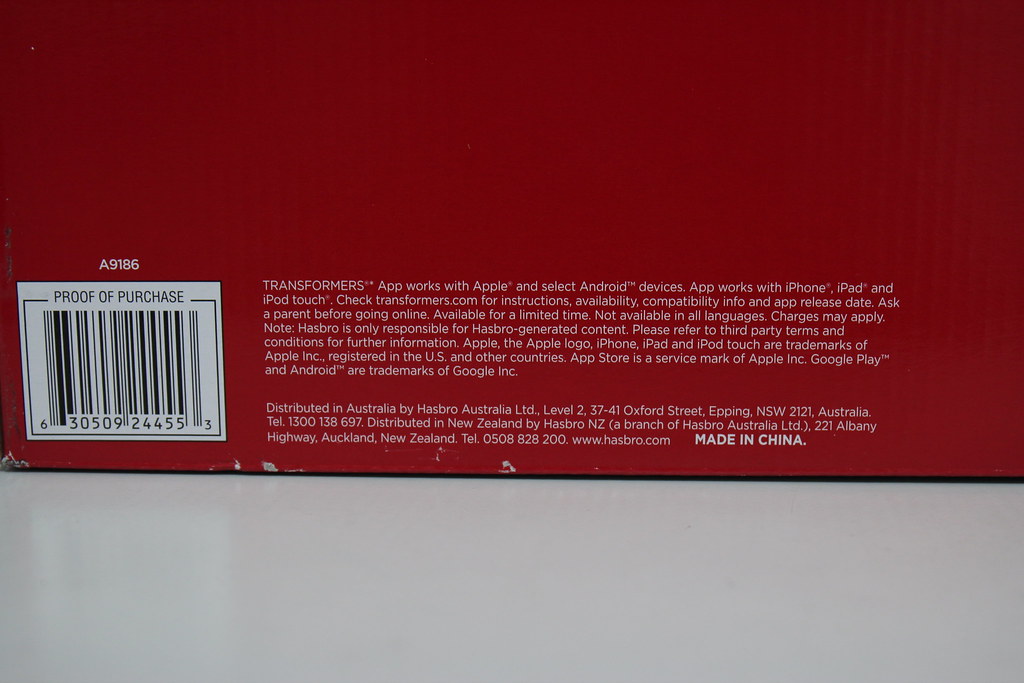 A9186
PROOF OF PURCHASE
6 30509 24455 3
TRANSFORMERS®* App works with Apple® and select Android™ devices. App works with iPhone®, iPad® and
iPod touch®. Check transformers.com for instructions, availability, compatibility info and app release date. Ask
a parent before going online. Available for a limited time. Not available in all languages. Charges may apply.
Note: Hasbro is only responsible for Hasbro-generated content. Please refer to third party terms and
conditions for further information. Apple, the Apple logo, iPhone, iPad and iPod touch are trademarks of
Apple Inc., registered in the U.S. and other countries. App Store is a service mark of Apple Inc. Google Play™
and Android™ are trademarks of Google Inc.
Distributed in Australia by Hasbro Australia Ltd., Level 2, 37-41 Oxford Street, Epping, NSW 2121, Australia.
Tel. 1300 138 697. Distributed in New Zealand by Hasbro NZ (a branch of Hasbro Australia Ltd.), 221 Albany
Highway, Auckland, New Zealand. Tel. 0508 828 200. www.hasbro.com MADE IN CHINA.